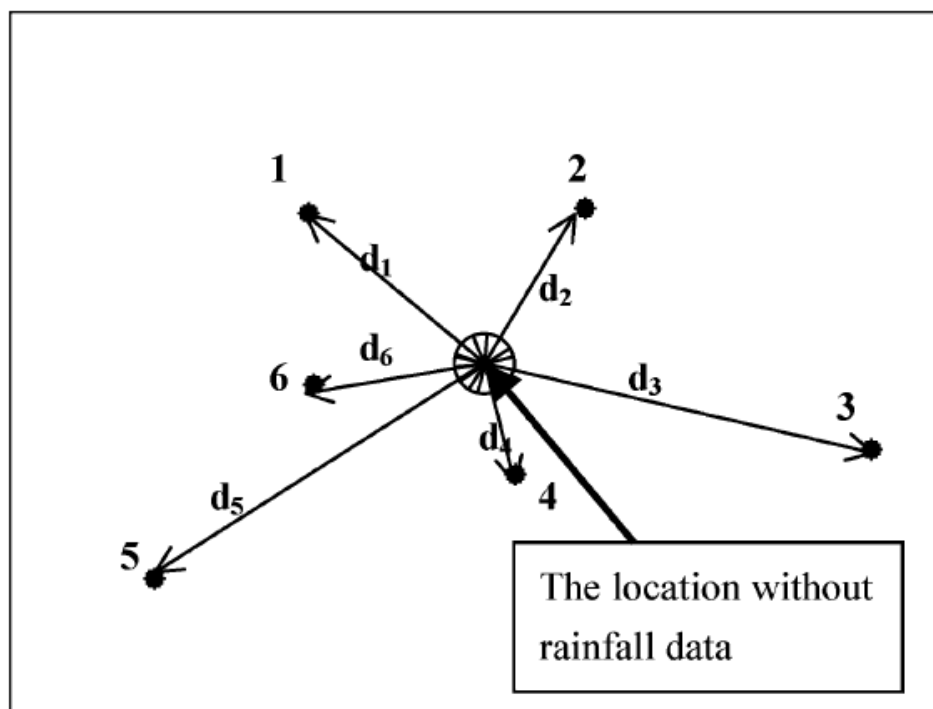 1
2
d₁
d₂
6
d₆
d₃
3
d₄
4
d₅
5
The location without
rainfall data